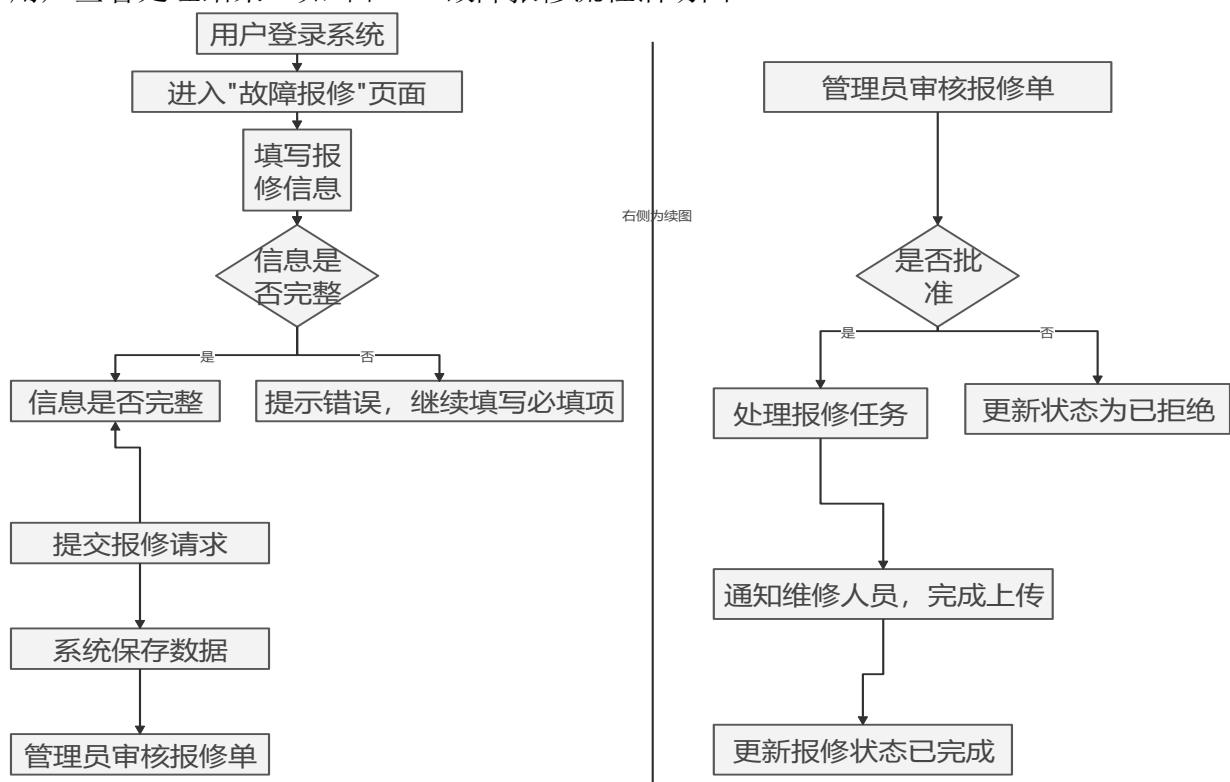 用户登录系统
进入"故障报修"页面
填写报
修信息
信息是
否完整
是
否
信息是否完整
提示错误，继续填写必填项
提交报修请求
系统保存数据
管理员审核报修单
右侧为续图
管理员审核报修单
是否批
准
是
否
处理报修任务
更新状态为已拒绝
通知维修人员，完成上传
更新报修状态已完成